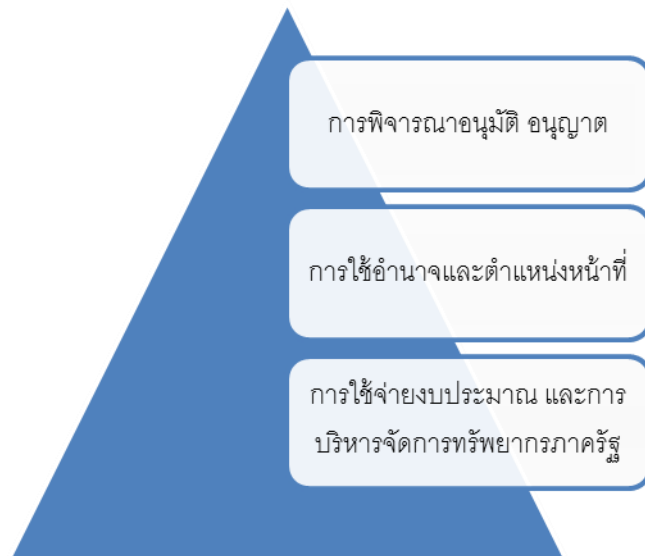 การพิจารณาอนุมัติ อนุญาต
การใช้อำนาจและตำแหน่งหน้าที่
การใช้จ่ายงบประมาณ และการ
บริหารจัดการทรัพยากรภาครัฐ